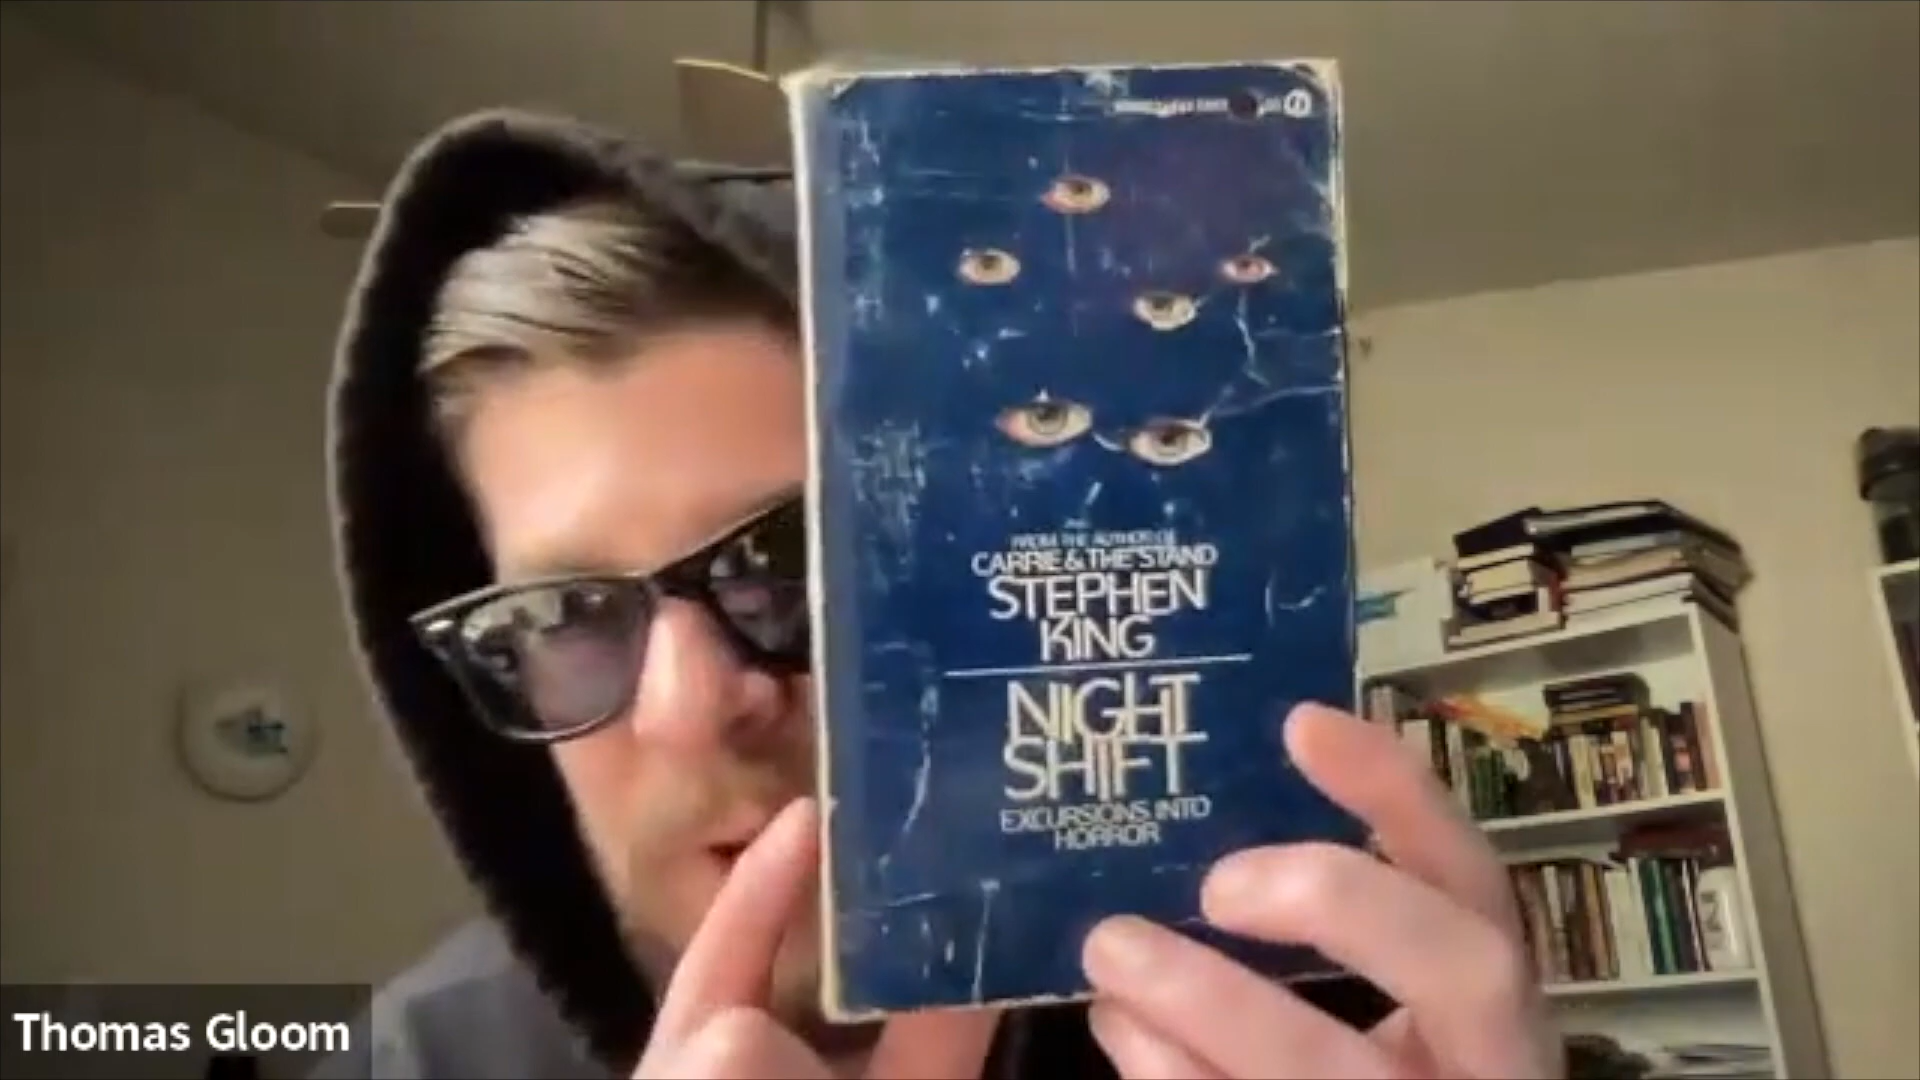 FROM THE AUTHOR OF
CARRIE & THE STAND
STEPHEN
KING
NIGHT
SHIFT
EXCURSIONS INTO
HORROR
Thomas Gloom